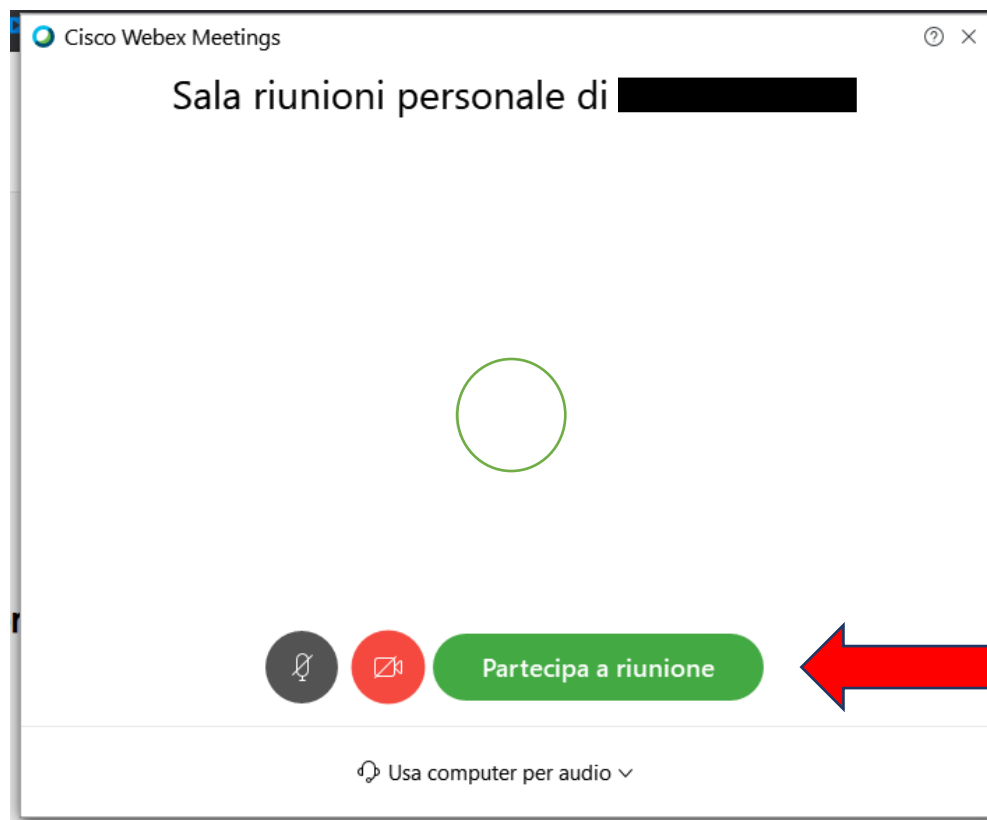 Cisco Webex Meetings
Sala riunioni personale di
Partecipa a riunione
Usa computer per audio